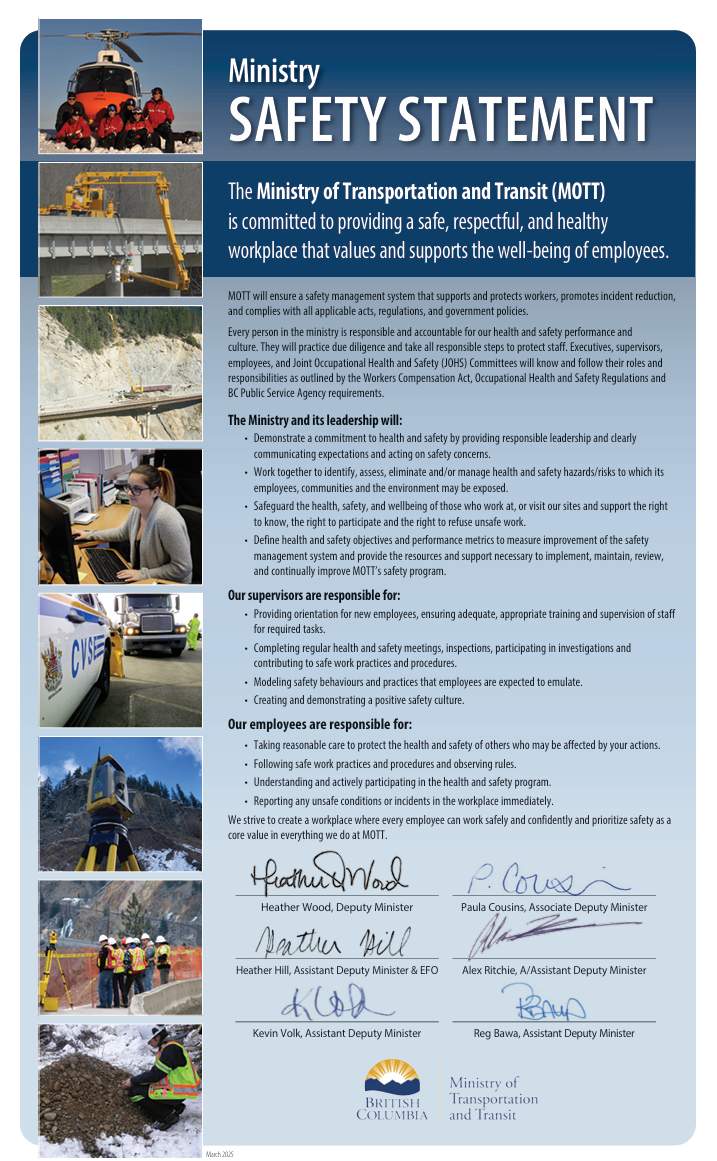 Ministry
SAFETY STATEMENT
The Ministry of Transportation and Transit (MOTT)
is committed to providing a safe, respectful, and healthy
workplace that values and supports the well-being of employees.
MOTT will ensure a safety management system that supports and protects workers, promotes incident reduction,
and complies with all applicable acts, regulations, and government policies.
Every person in the ministry is responsible and accountable for our health and safety performance and
culture. They will practice due diligence and take all responsible steps to protect staff. Executives, supervisors,
employees, and Joint Occupational Health and Safety (JOHS) Committees will know and follow their roles and
responsibilities as outlined by the Workers Compensation Act, Occupational Health and Safety Regulations and
BC Public Service Agency requirements.
The Ministry and its leadership will:
• Demonstrate a commitment to health and safety by providing responsible leadership and clearly
communicating expectations and acting on safety concerns.
• Work together to identify, assess, eliminate and/or manage health and safety hazards/risks to which its
employees, communities and the environment may be exposed.
• Safeguard the health, safety, and wellbeing of those who work at, or visit our sites and support the right
to know, the right to participate and the right to refuse unsafe work.
• Define health and safety objectives and performance metrics to measure improvement of the safety
management system and provide the resources and support necessary to implement, maintain, review,
and continually improve MOTT's safety program.
Our supervisors are responsible for:
• Providing orientation for new employees, ensuring adequate, appropriate training and supervision of staff
for required tasks.
• Completing regular health and safety meetings, inspections, participating in investigations and
contributing to safe work practices and procedures.
• Modeling safety behaviours and practices that employees are expected to emulate.
• Creating and demonstrating a positive safety culture.
CVSE
Our employees are responsible for:
• Taking reasonable care to protect the health and safety of others who may be affected by your actions.
• Following safe work practices and procedures and observing rules.
• Understanding and actively participating in the health and safety program.
• Reporting any unsafe conditions or incidents in the workplace immediately.
We strive to create a workplace where every employee can work safely and confidently and prioritize safety as a
core value in everything we do at MOTT.
Heather Wood
P. Cousin
Heather Wood, Deputy Minister
Paula Cousins, Associate Deputy Minister
Heather Hill
Heather Hill, Assistant Deputy Minister & EFO
Alex Ritchie, A/Assistant Deputy Minister
Kevin Volk, Assistant Deputy Minister
Reg Bawa, Assistant Deputy Minister
BRITISH
COLUMBIA
Ministry of
Transportation
and Transit
March 2025